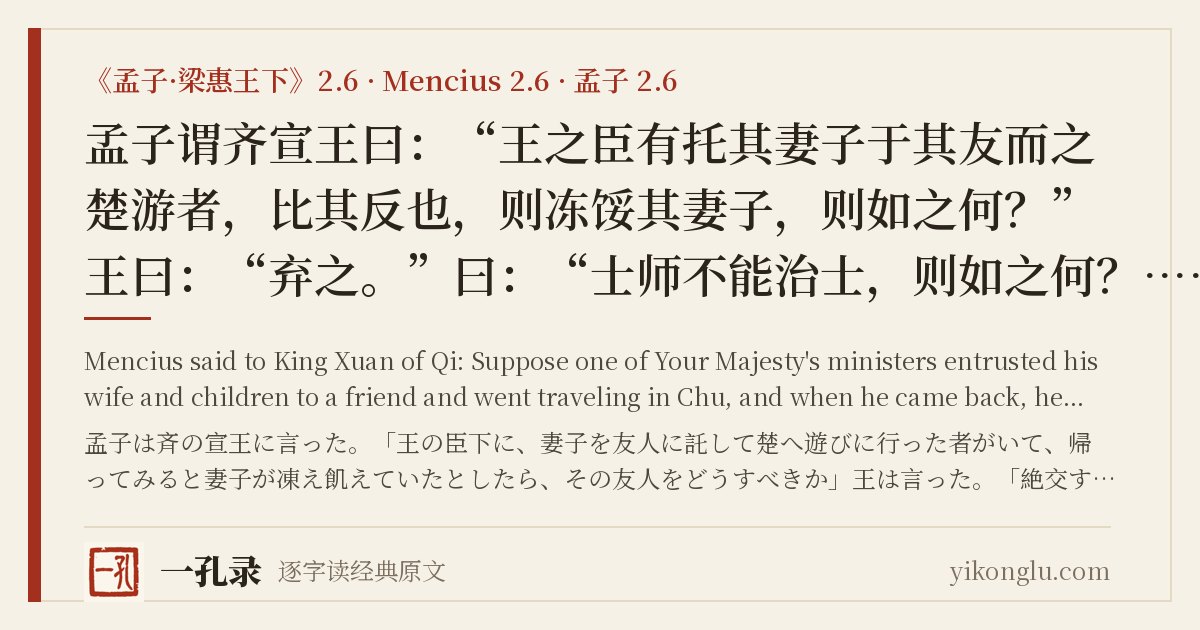 《孟子·梁惠王下》2.6 · Mencius 2.6 · 孟子 2.6
孟子谓齐宣王曰：“王之臣有托其妻子于其友而之
楚游者，比其反也，则冻馁其妻子，则如之何？”
王曰：“弃之。”曰：“士师不能治士，则如之何？……
Mencius said to King Xuan of Qi: Suppose one of Your Majesty's ministers entrusted his
wife and children to a friend and went traveling in Chu, and when he came back, he...
孟子は斉の宣王に言った。「王の臣下に、妻子を友人に託して楚へ遊びに行った者がいて、帰
ってみると妻子が凍え飢えていたとしたら、その友人をどうすべきか」王は言った。「絶交す…
一孔
一孔录 逐字读经典原文
yikonglu.com